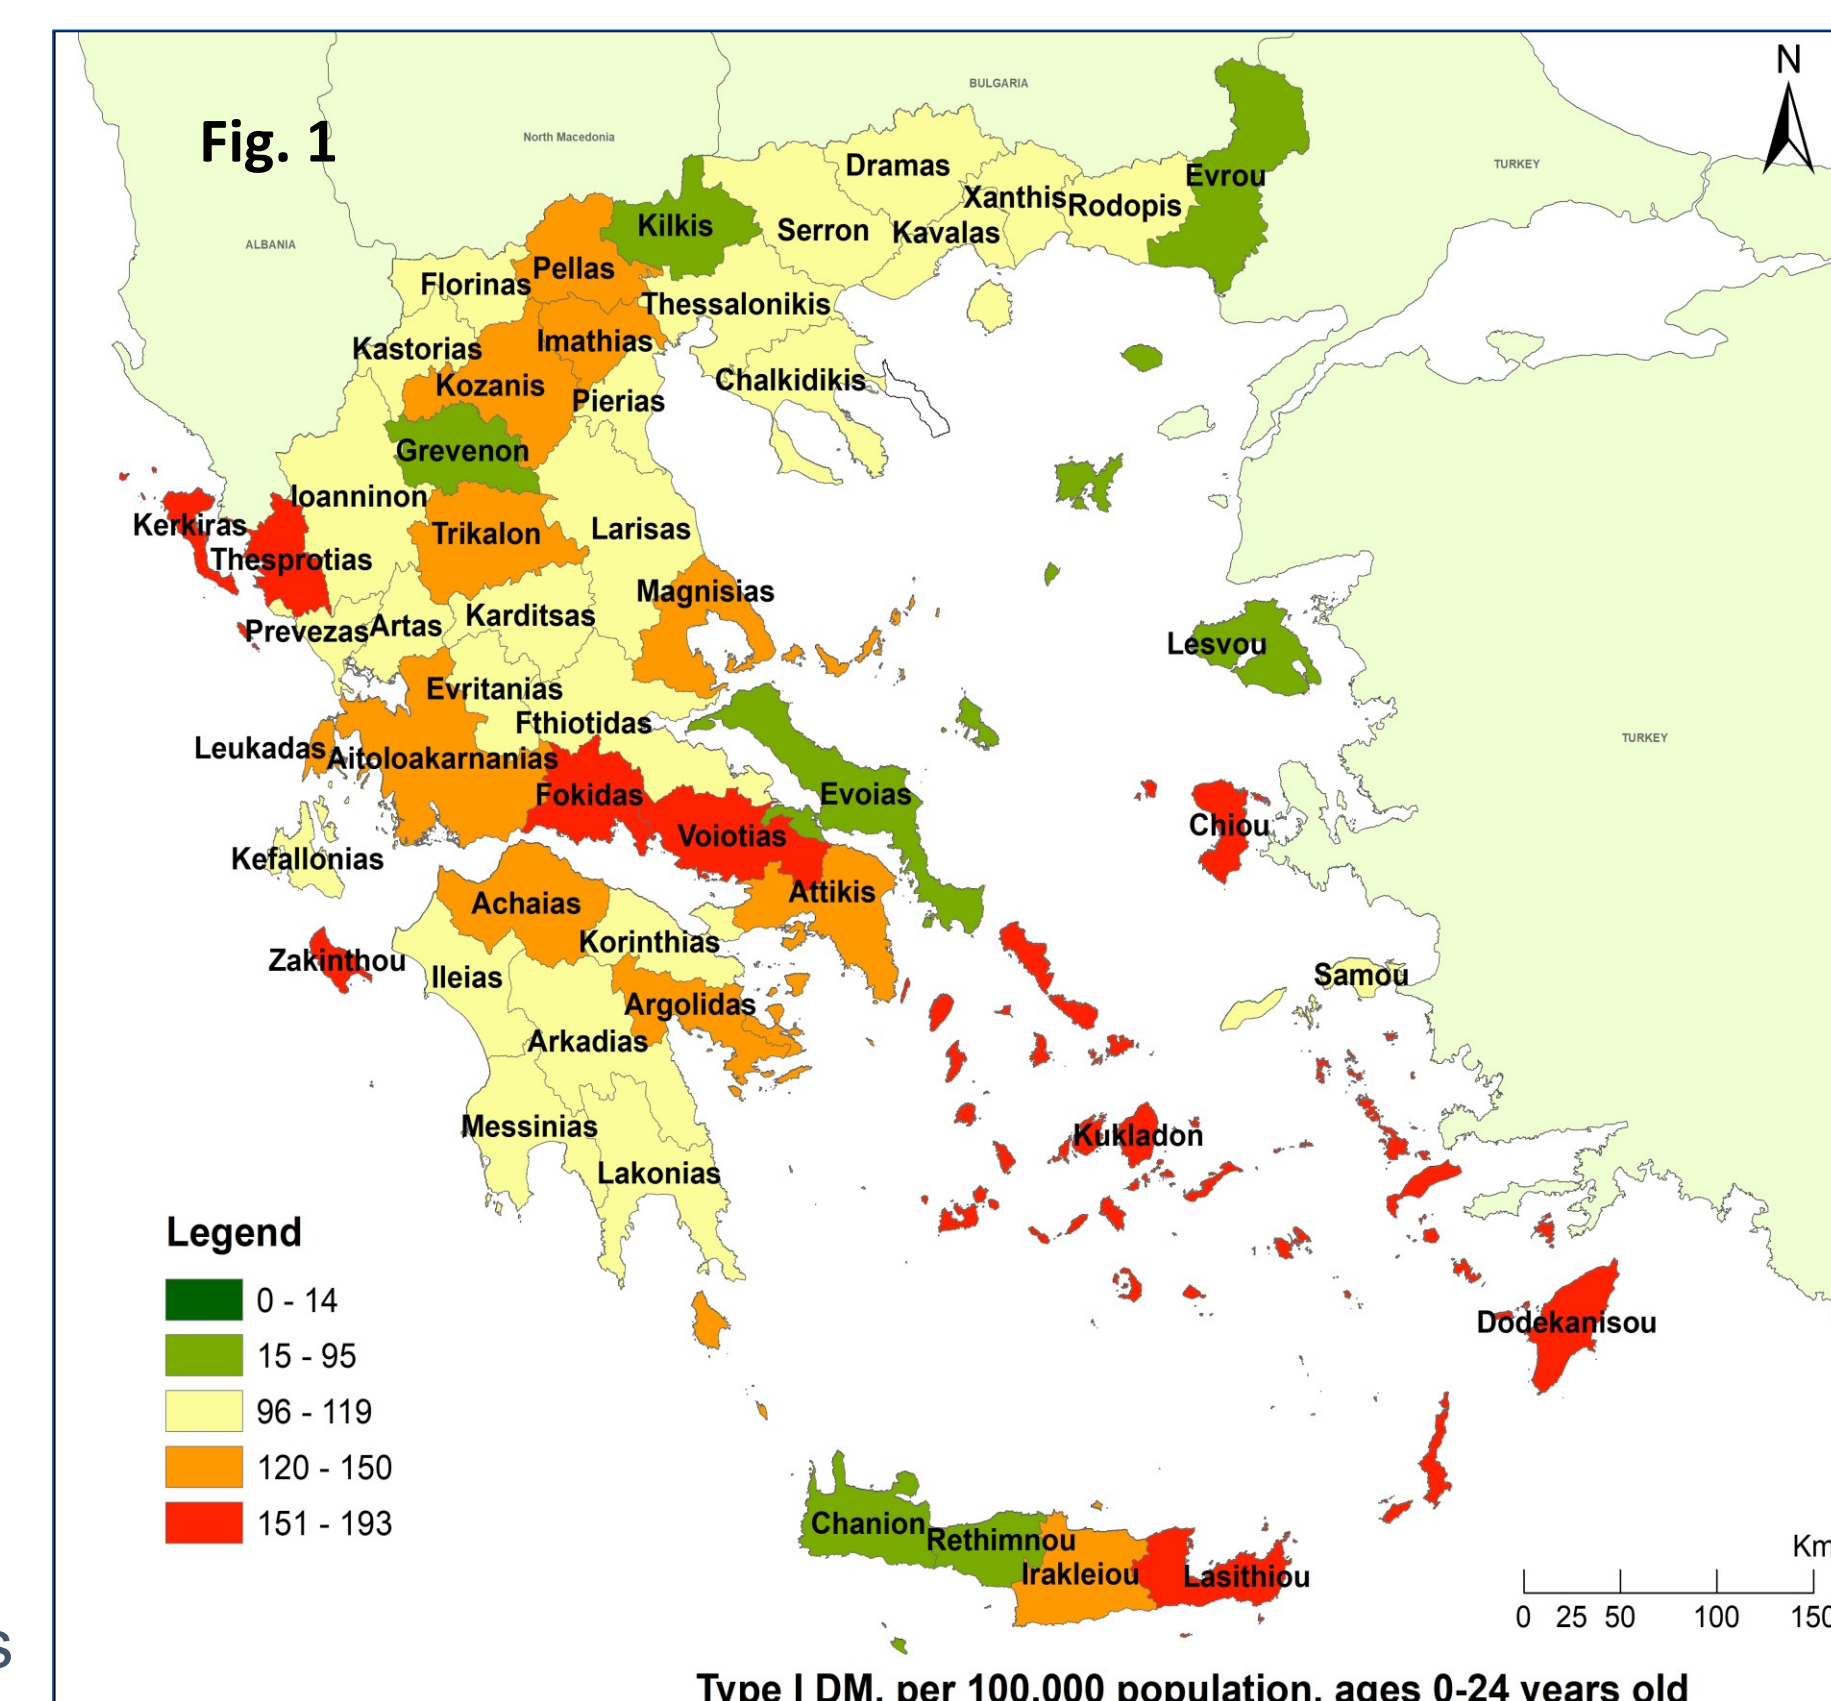 N
BULGARIA
Fig. 1
North Macedonia
TURKEY
ALBANIA
Dramas
Evrou
Xanthis
Rodopis
Kilkis
Serron
Kavalas
Pellas
Florinas
Thessalonikis
Imathias
Kastorias
Chalkidikis
Kozanis
Pierias
Grevenon
Ioanninon
Kerkiras
Larisas
Trikalon
Thesprotias
Magnisias
Karditsas
Prevezas
Artas
Lesvou
Evritanias
Fthiotidas
TURKEY
Leukadas
Aitoloakarnanias
Fokidas
Evoias
Chiou
Voiotias
Kefallonias
Attikis
Achaias
Korinthias
Zakinthou
Ileias
Samou
Argolidas
Arkadias
Messinias
Kukladon
Lakonias
Legend
0 - 14
15 - 95
96 - 119
120 - 150
151 - 193
Dodekanisou
Chanion
Rethimnou
Irakleiou
Lasithiou
Km
0 25 50 100 150
s
Type I DM, per 100.000 population, ages 0-24 years old